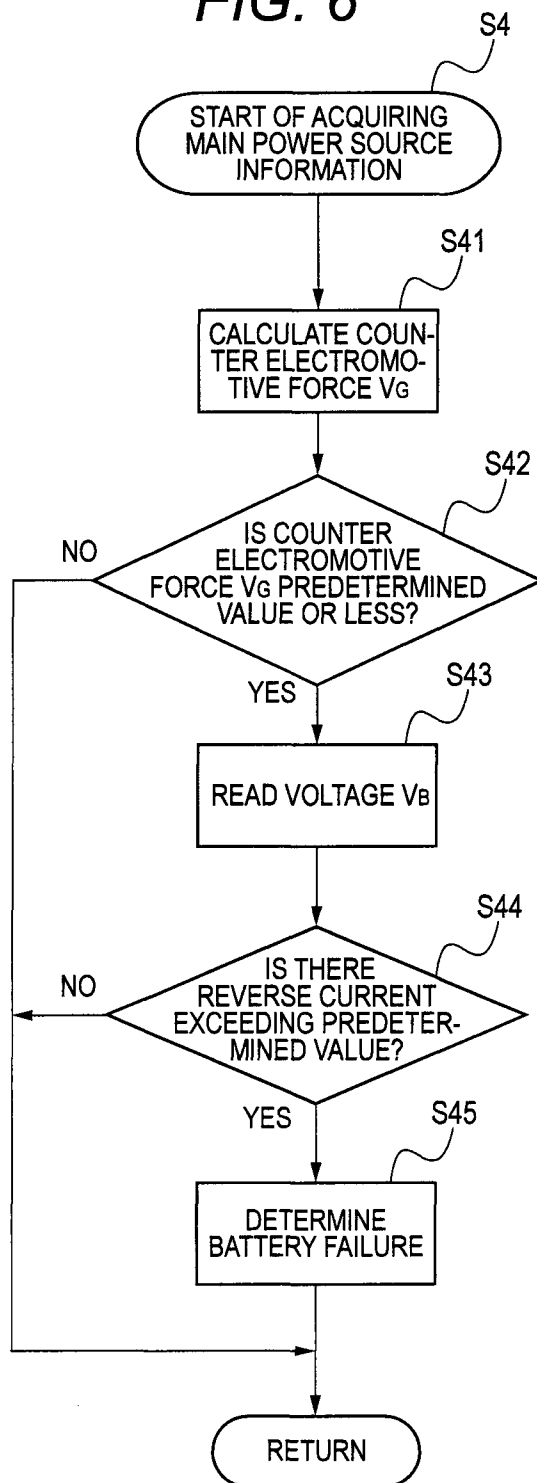 FIG. 6
S4
START OF ACQUIRING
MAIN POWER SOURCE
INFORMATION
S41
CALCULATE COUN-
TER ELECTROMO-
TIVE FORCE VG
S42
IS COUNTER
ELECTROMOTIVE
FORCE VG PREDETERMINED
VALUE OR LESS?
NO
YES
S43
READ VOLTAGE VB
S44
IS THERE
REVERSE CURRENT
EXCEEDING PREDETER-
MINED VALUE?
NO
YES
S45
DETERMINE
BATTERY FAILURE
RETURN